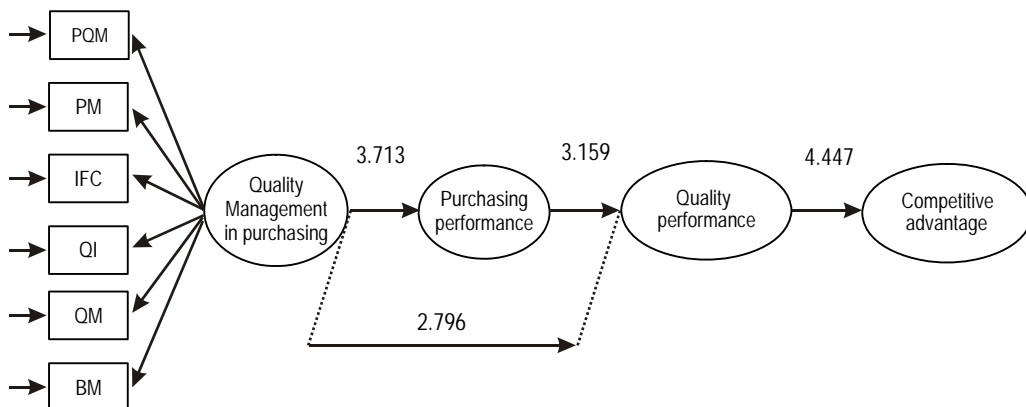 PQM
PM
IFC
QI
QM
BM
Quality
Management
in purchasing
3.713
Purchasing
performance
3.159
Quality
performance
4.447
Competitive
advantage
2.796